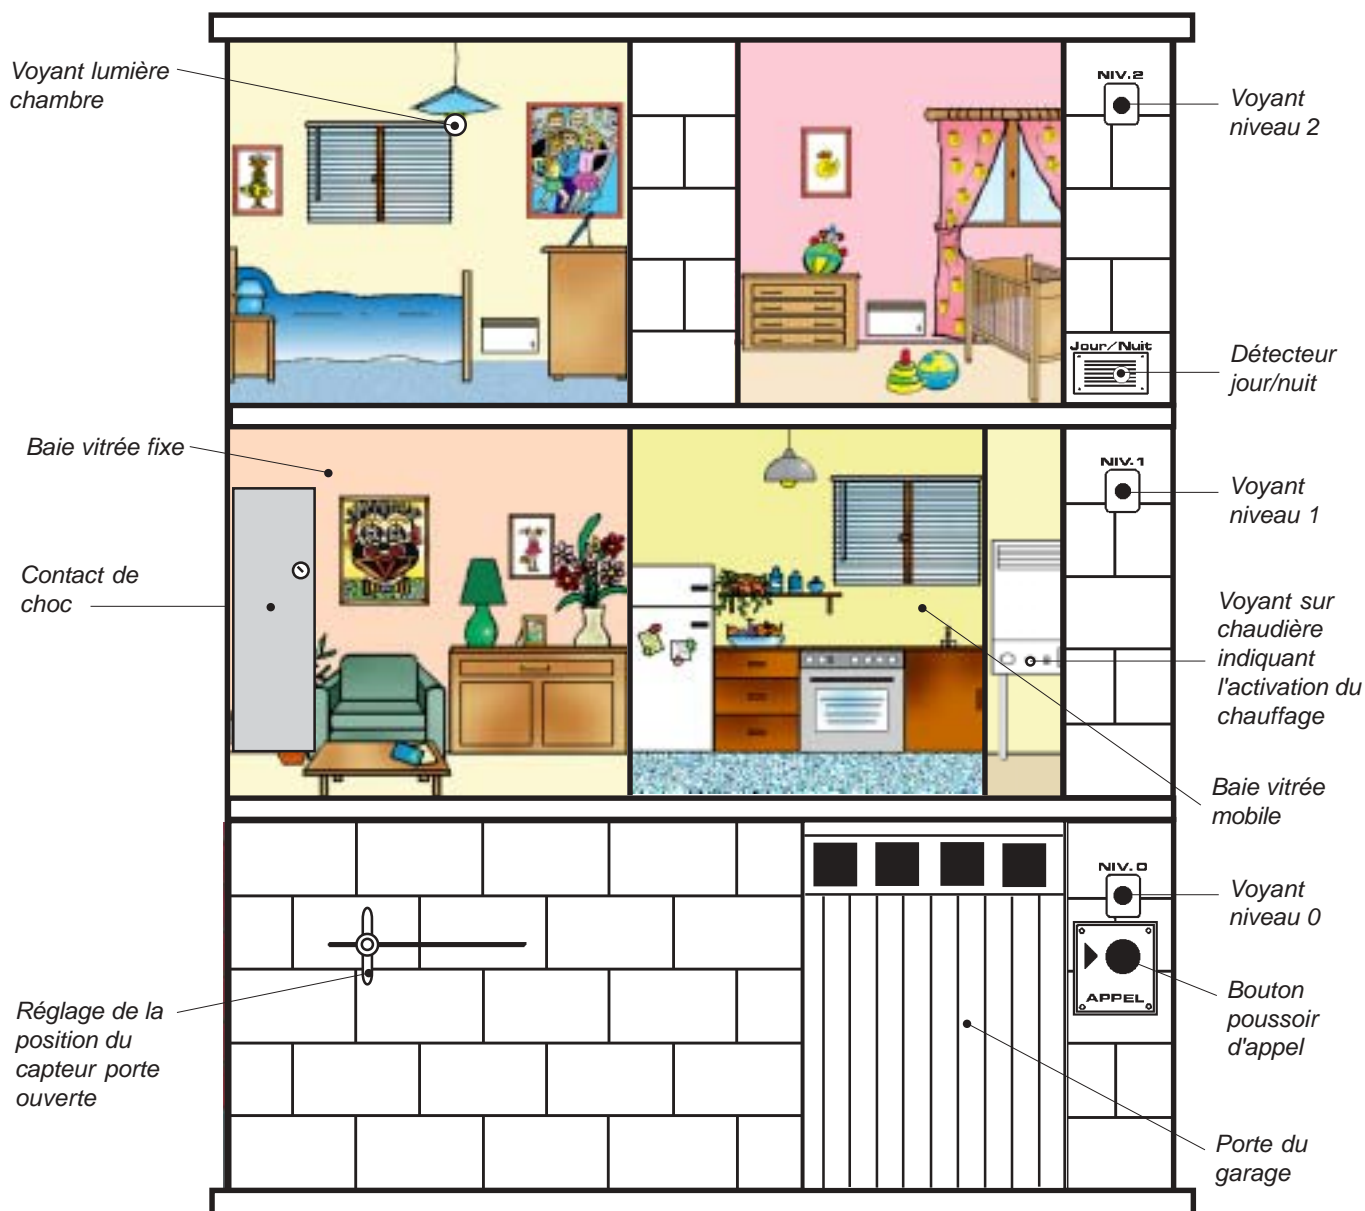 Voyant lumière
chambre
NIV.2
Voyant
niveau 2
Jour/Nuit
Détecteur
jour/nuit
Baie vitrée fixe
NIV.1
Voyant
niveau 1
Contact de
choc
Voyant sur
chaudière
indiquant
l'activation du
chauffage
Baie vitrée
mobile
NIV.0
Voyant
niveau 0
APPEL
Bouton
poussoir
d'appel
Réglage de la
position du
capteur porte
ouverte
Porte du
garage